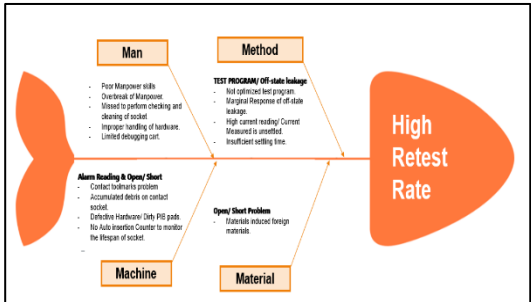 Man
- Poor Manpower skills
- Overbreak of Manpower.
- Missed to perform checking and
cleaning of socket
- Improper handling of hardware.
- Limited debugging cart.
Method
TEST PROGRAM/ Off-state leakage
- Not optimized test program.
- Marginal Response of off-state
leakage.
- High current reading/ Current
Measured is unsettled.
- Insufficient settling time.
High
Retest
Rate
Alarm Reading & Open/ Short
- Contact toolmarks problem
- Accumulated debris on contact
socket.
- Defective Hardware/ Dirty PIB pads.
- No Auto insertion Counter to monitor
the lifespan of socket.
–
Machine
Open/ Short Problem
- Materials induced foreign
materials.
Material